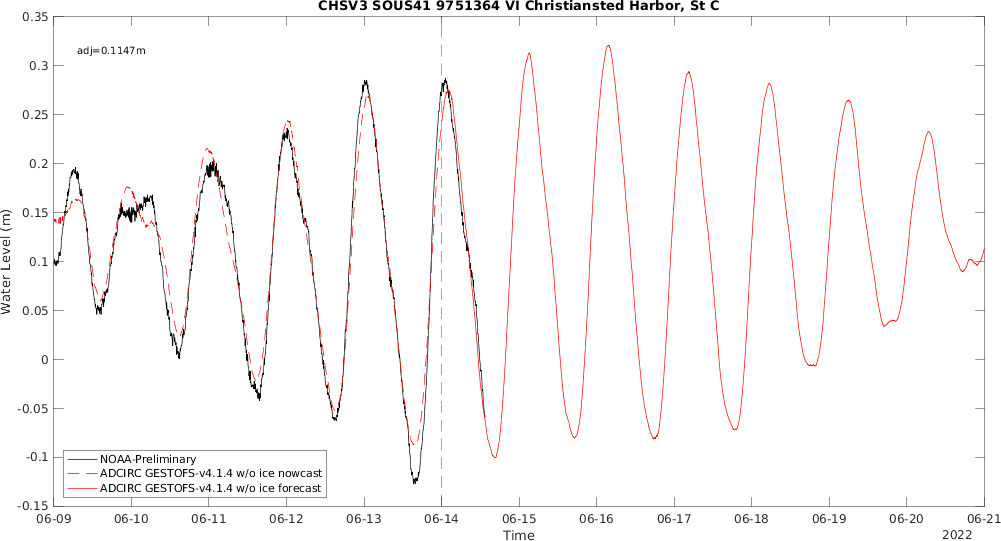 CHSV3 SOUS41 9751364 VI Christiansted Harbor, St C
adj=0.1147m
0.35
0.3
0.25
0.2
0.15
0.1
0.05
0
-0.05
-0.1
-0.15
Water Level (m)
NOAA-Preliminary
ADCIRC GESTOFS-v4.1.4 w/o ice nowcast
ADCIRC GESTOFS-v4.1.4 w/o ice forecast
06-09 06-10 06-11 06-12 06-13 06-14 06-15 06-16 06-17 06-18 06-19 06-20 06-21
Time
2022